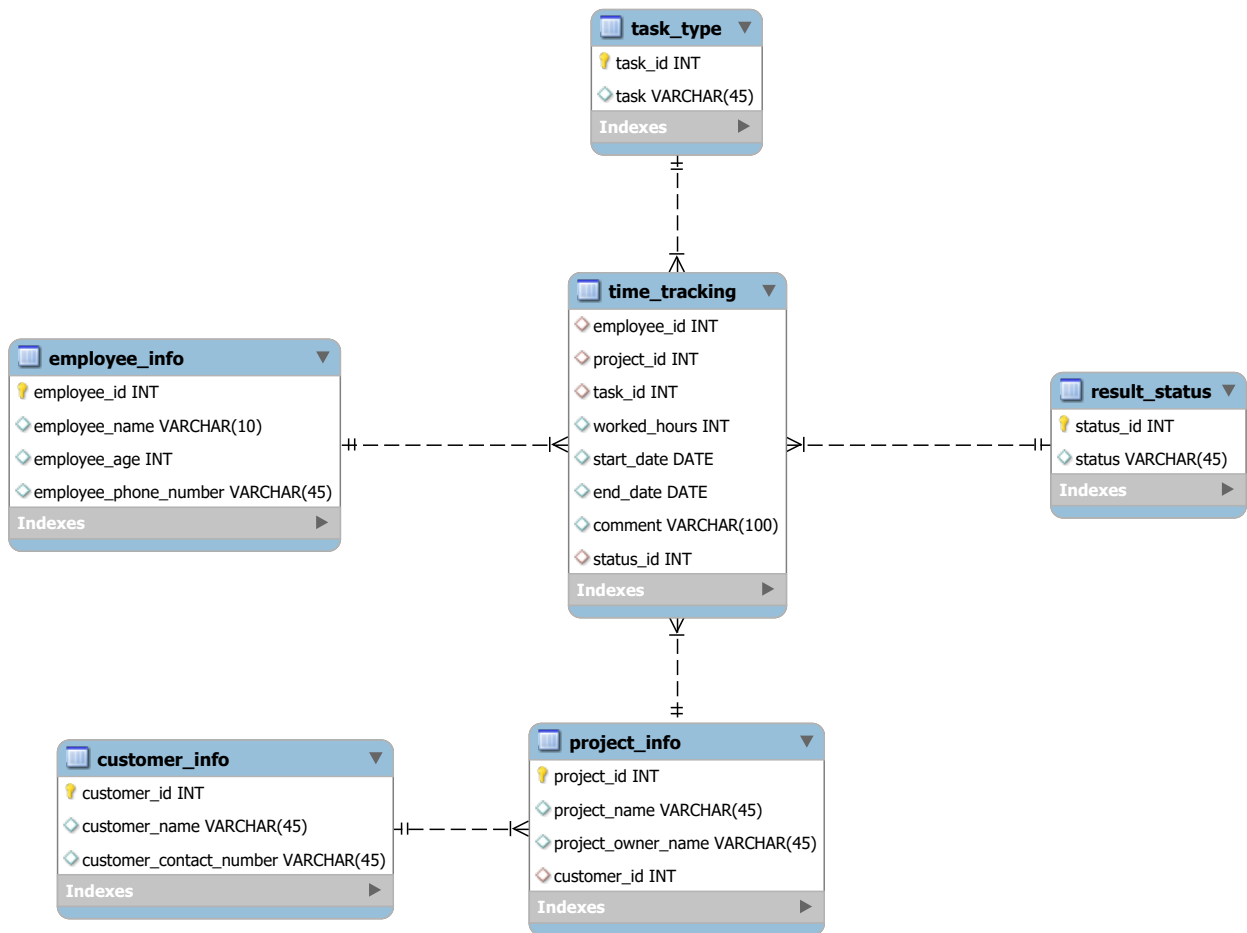 task_type
task_id INT
task VARCHAR(45)
Indexes
time_tracking
employee_id INT
project_id INT
task_id INT
worked_hours INT
start_date DATE
end_date DATE
comment VARCHAR(100)
status_id INT
Indexes
employee_info
employee_id INT
employee_name VARCHAR(10)
employee_age INT
employee_phone_number VARCHAR(45)
Indexes
result_status
status_id INT
status VARCHAR(45)
Indexes
customer_info
customer_id INT
customer_name VARCHAR(45)
customer_contact_number VARCHAR(45)
Indexes
project_info
project_id INT
project_name VARCHAR(45)
project_owner_name VARCHAR(45)
customer_id INT
Indexes